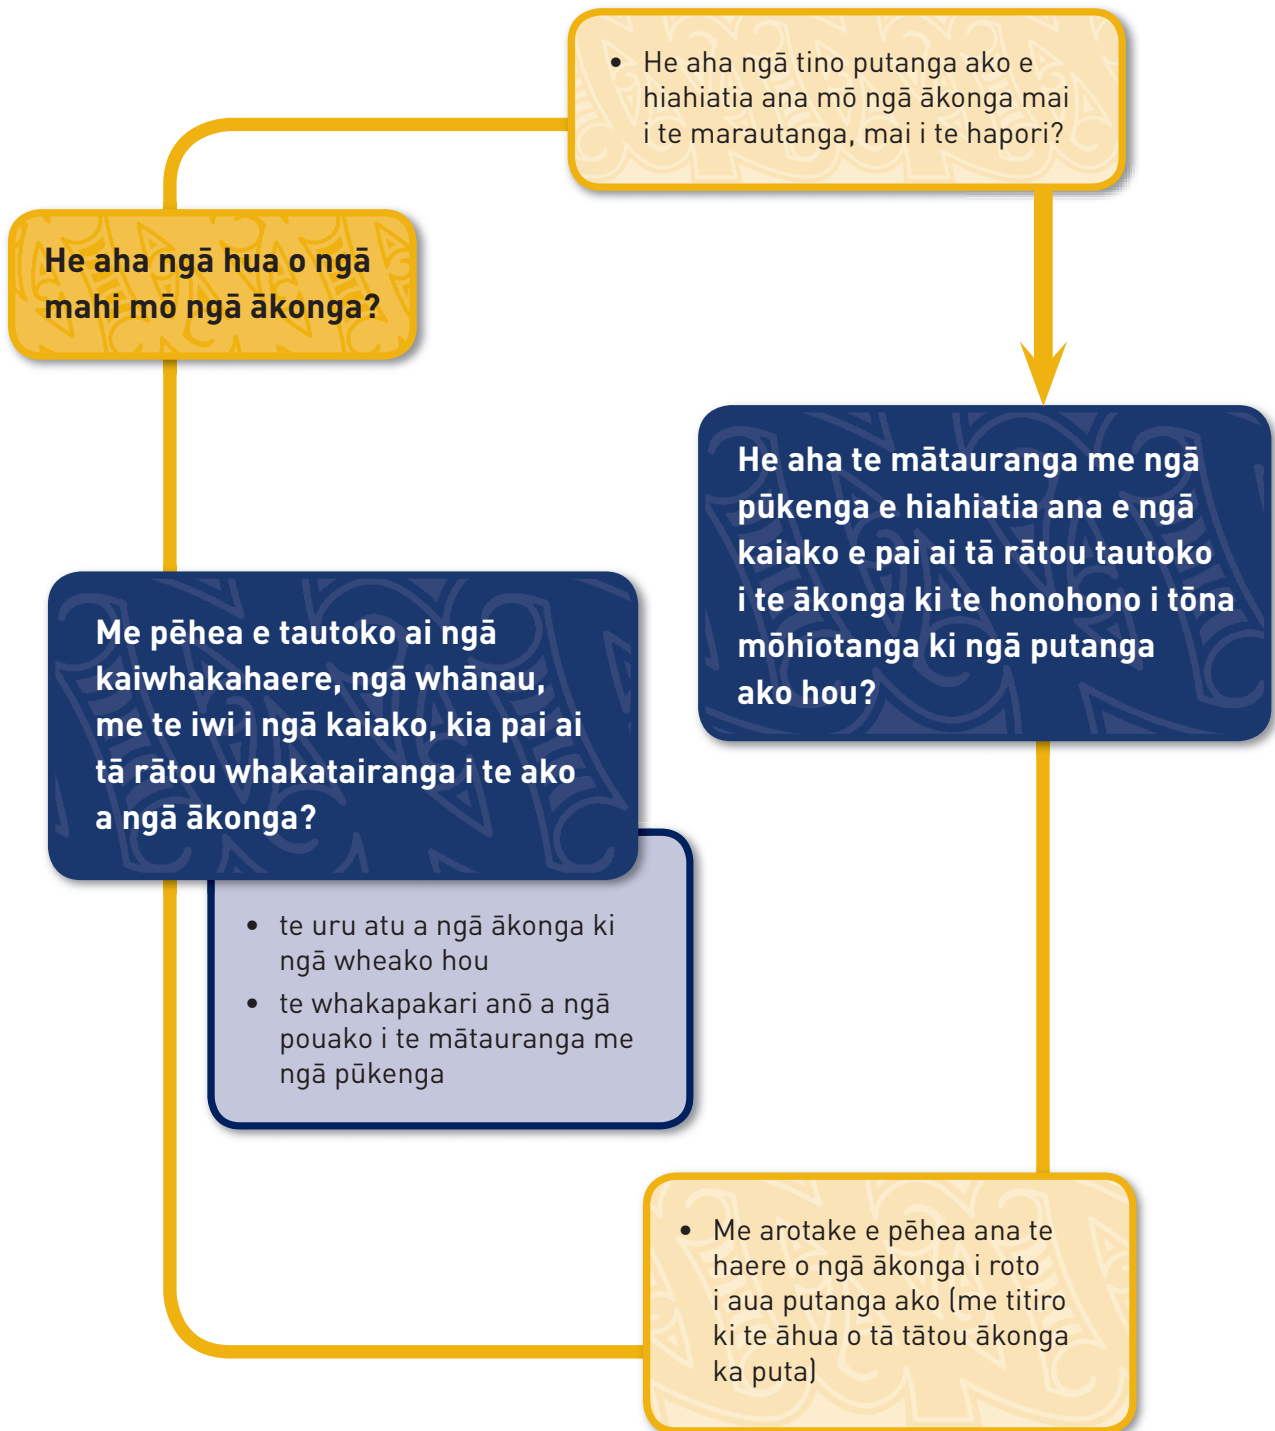 • He aha ngā tino putanga ako e
hiahiatia ana mō ngā ākonga mai
i te marautanga, mai i te hapori?
He aha ngā hua o ngā
mahi mō ngā ākonga?
He aha te mātauranga me ngā
pūkenga e hiahiatia ana e ngā
kaiako e pai ai tā rātou tautoko
i te ākonga ki te honohono i tōna
mōhiotanga ki ngā putanga
ako hou?
Me pēhea e tautoko ai ngā
kaiwhakahaere, ngā whānau,
me te iwi i ngā kaiako, kia pai ai
tā rātou whakatairanga i te ako
a ngā ākonga?
• te uru atu a ngā ākonga ki
ngā wheako hou
• te whakapakari anō a ngā
pouako i te mātauranga me
ngā pūkenga
• Me arotake e pēhea ana te
haere o ngā ākonga i roto
i aua putanga ako (me titiro
ki te āhua o tā tātou ākonga
ka puta)